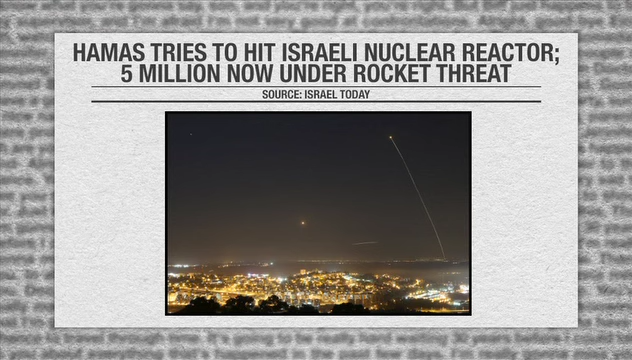 HAMAS TRIES TO HIT ISRAELI NUCLEAR REACTOR;
5 MILLION NOW UNDER ROCKET THREAT
SOURCE: ISRAEL TODAY